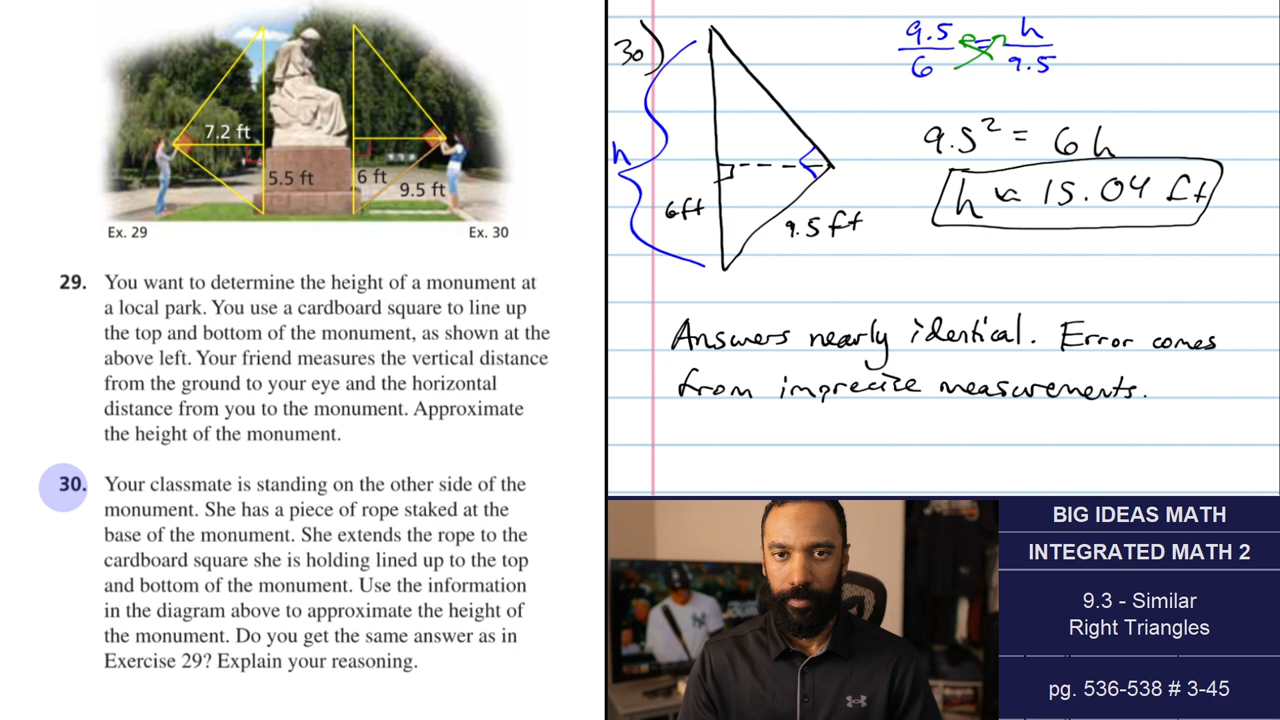 7.2 ft
5.5 ft
6 ft
9.5 ft
Ex. 29
Ex. 30
29. You want to determine the height of a monument at
a local park. You use a cardboard square to line up
the top and bottom of the monument, as shown at the
above left. Your friend measures the vertical distance
from the ground to your eye and the horizontal
distance from you to the monument. Approximate
the height of the monument.
30. Your classmate is standing on the other side of the
monument. She has a piece of rope staked at the
base of the monument. She extends the rope to the
cardboard square she is holding lined up to the top
and bottom of the monument. Use the information
in the diagram above to approximate the height of
the monument. Do you get the same answer as in
Exercise 29? Explain your reasoning.
30)
h
6ft
9.5 ft
9.5/6 = h/9.5
9.5² = 6h
h ≈ 15.04 ft
Answers nearly identical. Error comes
from imprecise measurements.
BIG IDEAS MATH
INTEGRATED MATH 2
9.3 - Similar
Right Triangles
pg. 536-538 # 3-45